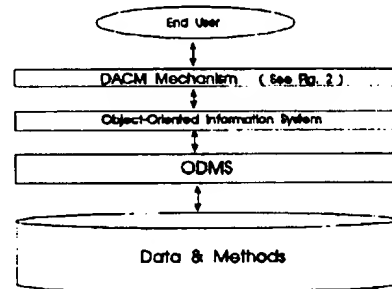 End User
DACM Mechanism ( See Fig. 2 )
Object-Oriented Information System
ODMS
Data & Methods